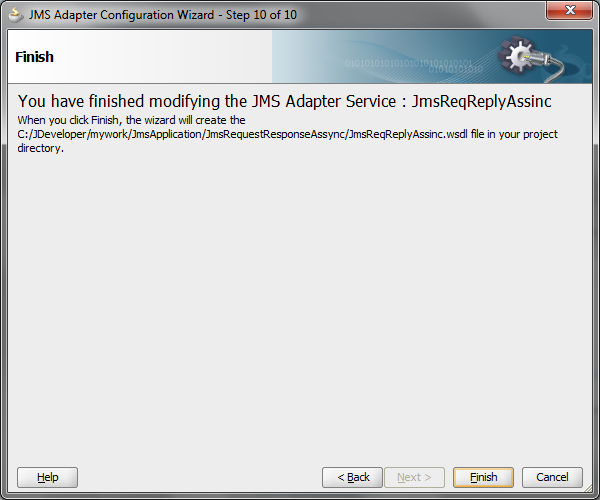 JMS Adapter Configuration Wizard - Step 10 of 10
Finish
0101010101010101010101010101
01010101010
You have finished modifying the JMS Adapter Service : JmsReqReplyAssinc
When you click Finish, the wizard will create the
C:/JDeveloper/mywork/JmsApplication/JmsRequestResponseAssync/JmsReqReplyAssinc.wsdl file in your project
directory.
Help < Back Next > Finish Cancel